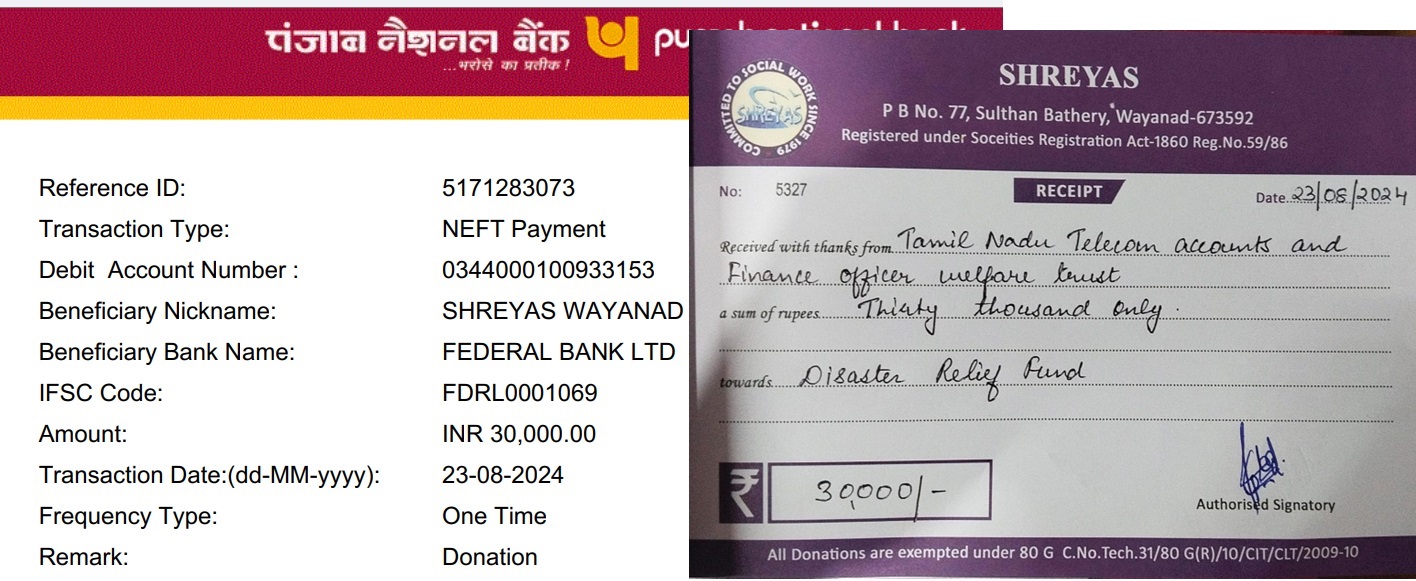 पंजाब नैशनल बैंक
...भरोसे का प्रतीक !
Reference ID: 5171283073
Transaction Type: NEFT Payment
Debit Account Number : 0344000100933153
Beneficiary Nickname: SHREYAS WAYANAD
Beneficiary Bank Name: FEDERAL BANK LTD
IFSC Code: FDRL0001069
Amount: INR 30,000.00
Transaction Date:(dd-MM-yyyy): 23-08-2024
Frequency Type: One Time
Remark: Donation
COMMITTED TO SOCIAL WORK SINCE 1979
SHREYAS
SHREYAS
P B No. 77, Sulthan Bathery, Wayanad-673592
Registered under Soceities Registration Act-1860 Reg.No.59/86
No: 5327
RECEIPT
Date. 23/08/2024
Received with thanks from Tamil Nadu Telecom accounts and
Finance officer welfare trust
a sum of rupees Thirty thousand only.
towards Disaster Relief Fund
₹ 30,000/-
Authorised Signatory
All Donations are exempted under 80 G C.No.Tech.31/80 G(R)/10/CIT/CLT/2009-10